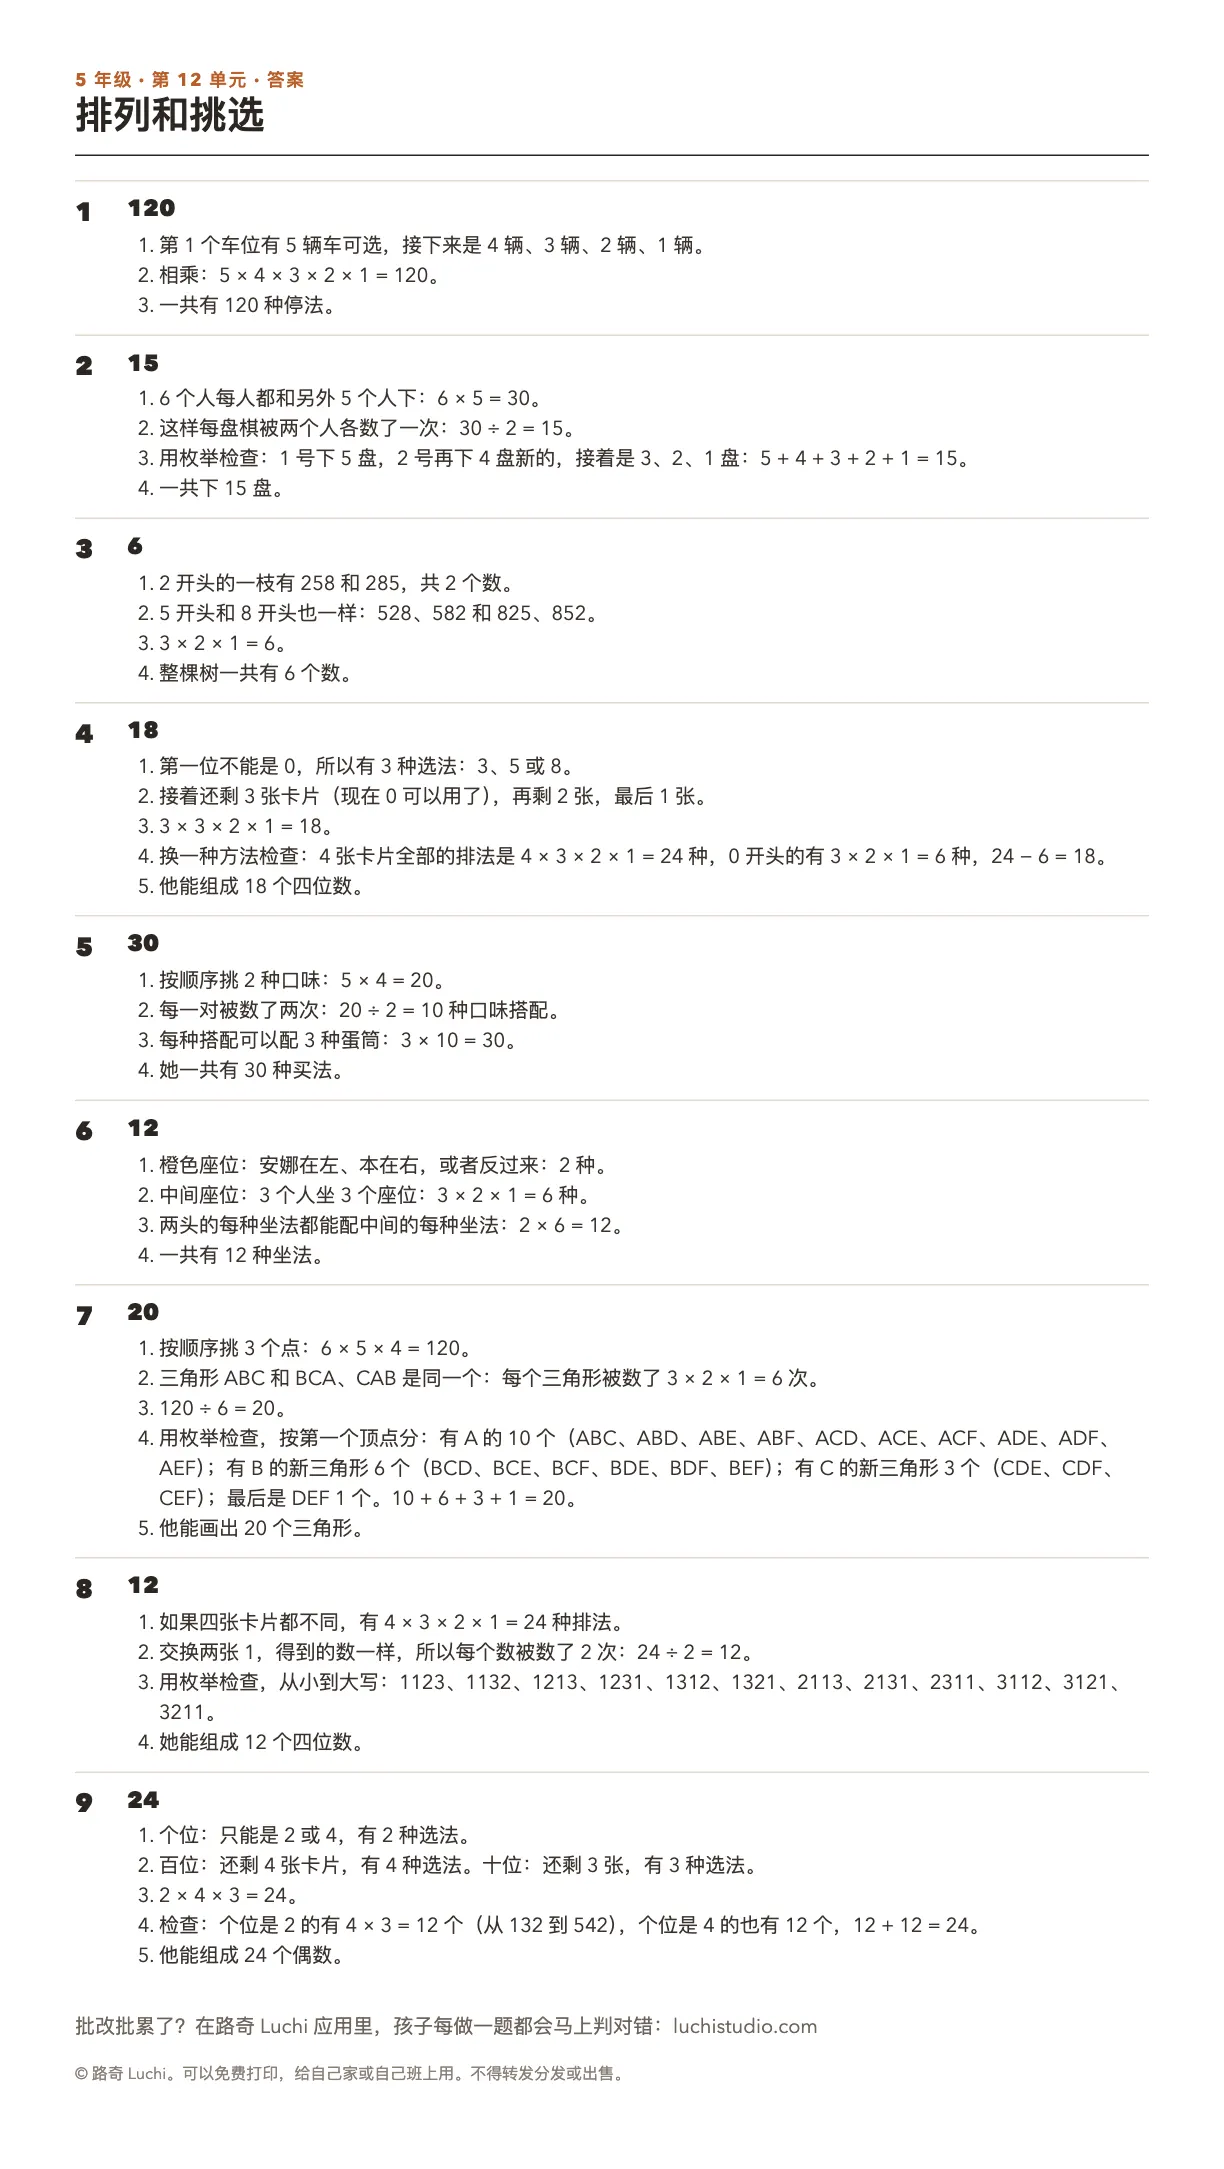 5 年级 · 第 12 单元 · 答案
排列和挑选
1 120
1. 第 1 个车位有 5 辆车可选，接下来是 4 辆、3 辆、2 辆、1 辆。
2. 相乘：5 × 4 × 3 × 2 × 1 = 120。
3. 一共有 120 种停法。
2 15
1. 6 个人每人都和另外 5 个人下：6 × 5 = 30。
2. 这样每盘棋被两个人各数了一次：30 ÷ 2 = 15。
3. 用枚举检查：1 号下 5 盘，2 号再下 4 盘新的，接着是 3、2、1 盘：5 + 4 + 3 + 2 + 1 = 15。
4. 一共下 15 盘。
3 6
1. 2 开头的一枝有 258 和 285，共 2 个数。
2. 5 开头和 8 开头也一样：528、582 和 825、852。
3. 3 × 2 × 1 = 6。
4. 整棵树一共有 6 个数。
4 18
1. 第一位不能是 0，所以有 3 种选法：3、5 或 8。
2. 接着还剩 3 张卡片（现在 0 可以用了），再剩 2 张，最后 1 张。
3. 3 × 3 × 2 × 1 = 18。
4. 换一种方法检查：4 张卡片全部的排法是 4 × 3 × 2 × 1 = 24 种，0 开头的有 3 × 2 × 1 = 6 种，24 − 6 = 18。
5. 他能组成 18 个四位数。
5 30
1. 按顺序挑 2 种口味：5 × 4 = 20。
2. 每一对被数了两次：20 ÷ 2 = 10 种口味搭配。
3. 每种搭配可以配 3 种蛋筒：3 × 10 = 30。
4. 她一共有 30 种买法。
6 12
1. 橙色座位：安娜在左、本在右，或者反过来：2 种。
2. 中间座位：3 个人坐 3 个座位：3 × 2 × 1 = 6 种。
3. 两头的每种坐法都能配中间的每种坐法：2 × 6 = 12。
4. 一共有 12 种坐法。
7 20
1. 按顺序挑 3 个点：6 × 5 × 4 = 120。
2. 三角形 ABC 和 BCA、CAB 是同一个：每个三角形被数了 3 × 2 × 1 = 6 次。
3. 120 ÷ 6 = 20。
4. 用枚举检查，按第一个顶点分：有 A 的 10 个（ABC、ABD、ABE、ABF、ACD、ACE、ACF、ADE、ADF、
AEF）；有 B 的新三角形 6 个（BCD、BCE、BCF、BDE、BDF、BEF）；有 C 的新三角形 3 个（CDE、CDF、
CEF）；最后是 DEF 1 个。10 + 6 + 3 + 1 = 20。
5. 他能画出 20 个三角形。
8 12
1. 如果四张卡片都不同，有 4 × 3 × 2 × 1 = 24 种排法。
2. 交换两张 1，得到的数一样，所以每个数被数了 2 次：24 ÷ 2 = 12。
3. 用枚举检查，从小到大写：1123、1132、1213、1231、1312、1321、2113、2131、2311、3112、3121、
3211。
4. 她能组成 12 个四位数。
9 24
1. 个位：只能是 2 或 4，有 2 种选法。
2. 百位：还剩 4 张卡片，有 4 种选法。十位：还剩 3 张，有 3 种选法。
3. 2 × 4 × 3 = 24。
4. 检查：个位是 2 的有 4 × 3 = 12 个（从 132 到 542），个位是 4 的也有 12 个，12 + 12 = 24。
5. 他能组成 24 个偶数。
批改批累了？在路奇 Luchi 应用里，孩子每做一题都会马上判对错：luchistudio.com
© 路奇 Luchi。可以免费打印，给自己家或自己班上用。不得转发分发或出售。